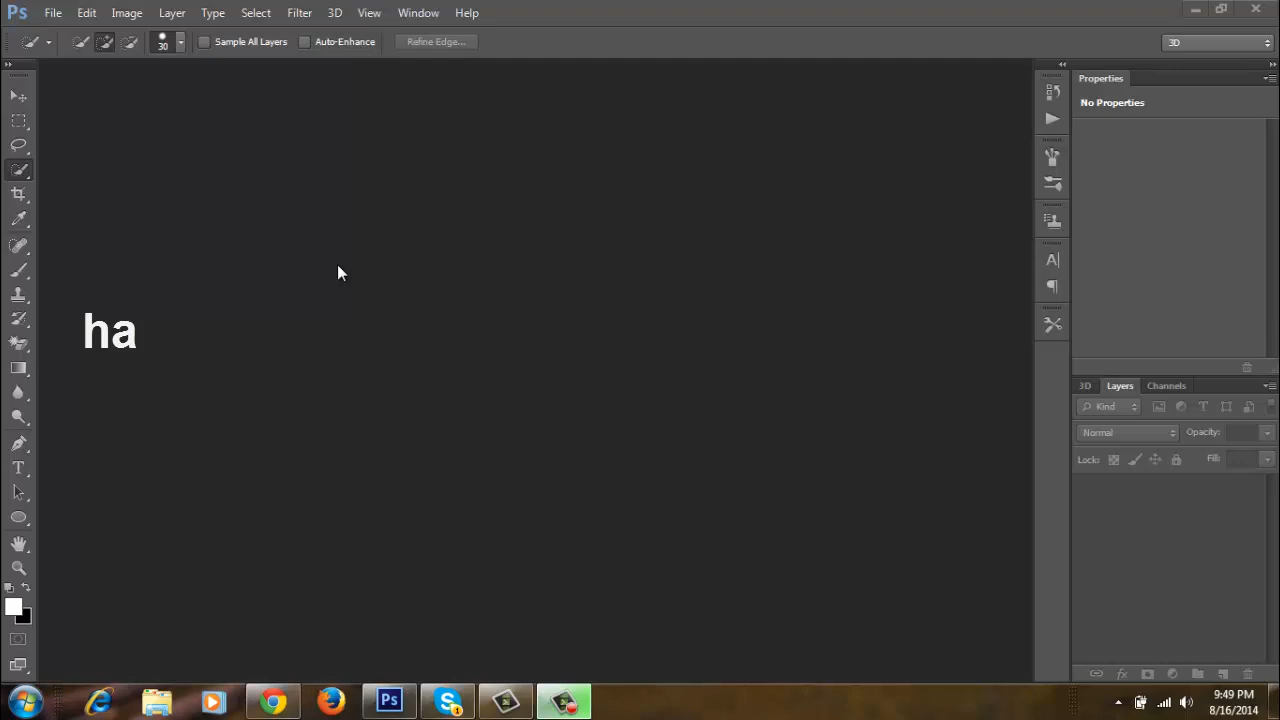 Ps File Edit Image Layer Type Select Filter 3D View Window Help
30 Sample All Layers Auto-Enhance Refine Edge... 3D
Properties
No Properties
ha
3D Layers Channels
Kind
Normal Opacity:
Lock: Fill:
Ps
9:49 PM
8/16/2014